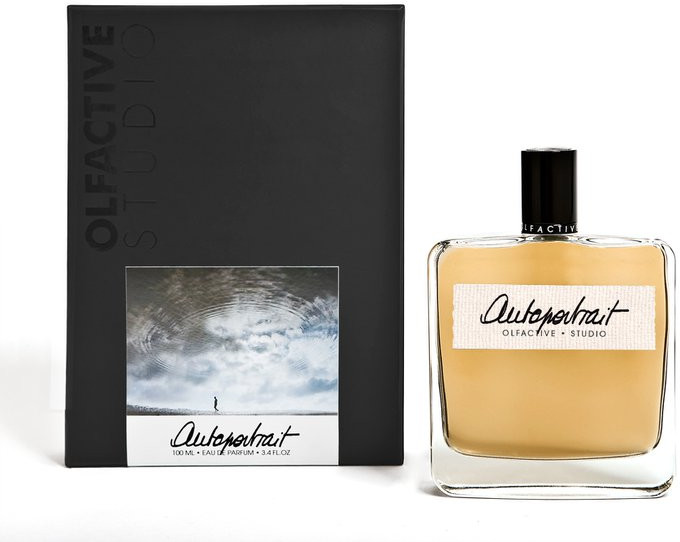 OLFACTIVE
STUDIO
Autoportrait
100 ML • EAU DE PARFUM • 3.4 FL.OZ
OLFACTIVE
Autoportrait
OLFACTIVE • STUDIO